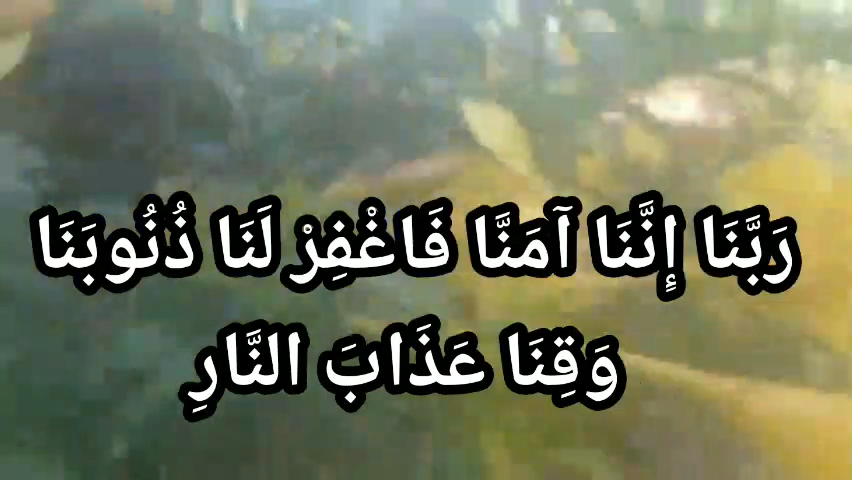 رَبَّنَا إِنَّنَا آمَنَّا فَاغْفِرْ لَنَا ذُنُوبَنَا
وَقِنَا عَذَابَ النَّارِ